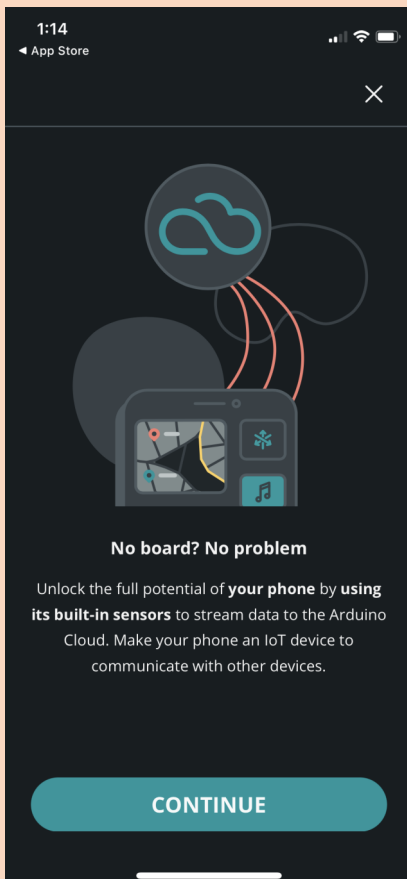 1:14
◀ App Store
No board? No problem
Unlock the full potential of your phone by using
its built-in sensors to stream data to the Arduino
Cloud. Make your phone an IoT device to
communicate with other devices.
CONTINUE